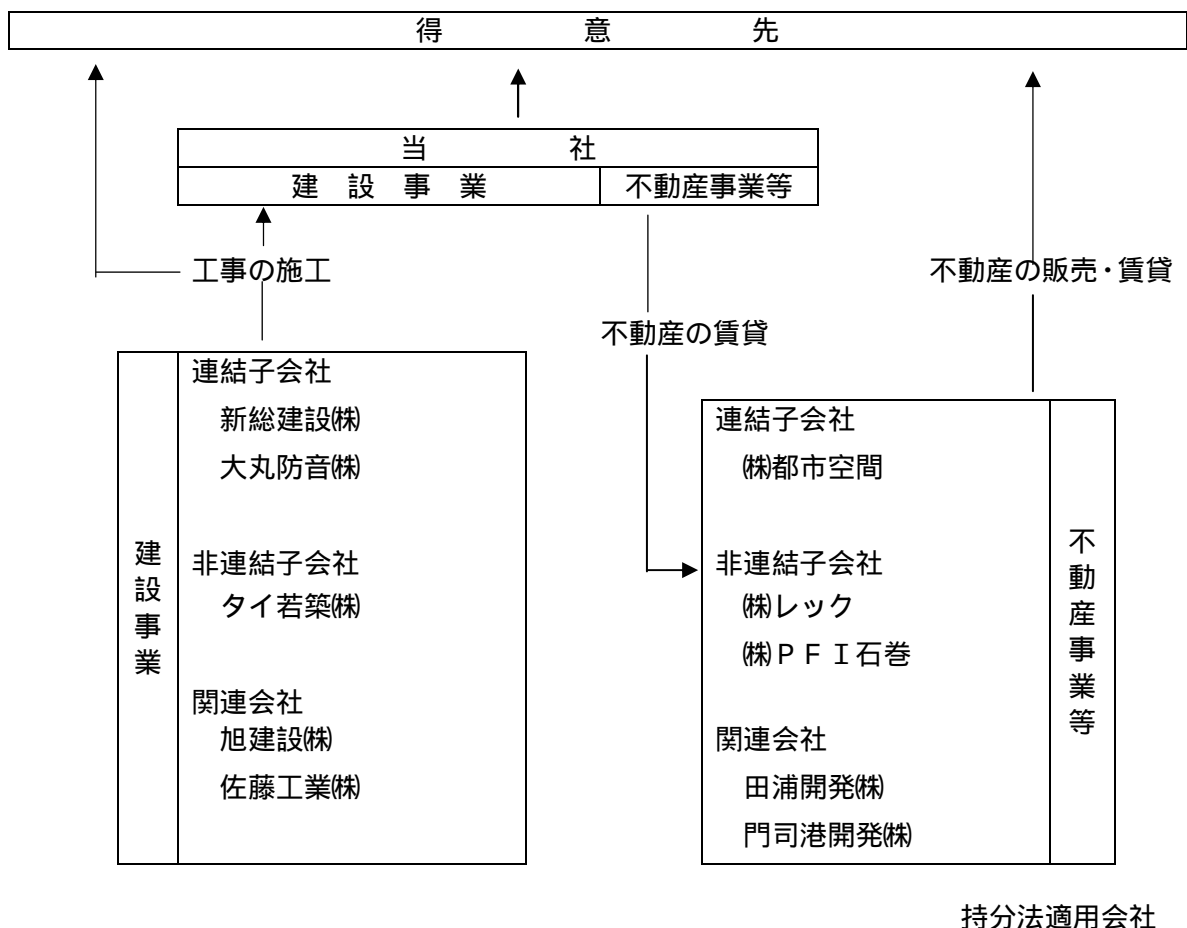 得意先
当社
建設事業 不動産事業等
工事の施工
不動産の販売・賃貸
不動産の賃貸
建設事業
連結子会社
新総建設㈱
大丸防音㈱
非連結子会社
タイ若築㈱
関連会社
旭建設㈱
佐藤工業㈱
連結子会社
㈱都市空間
非連結子会社
㈱レック
㈱ＰＦＩ石巻
関連会社
田浦開発㈱
門司港開発㈱
不動産事業等
持分法適用会社